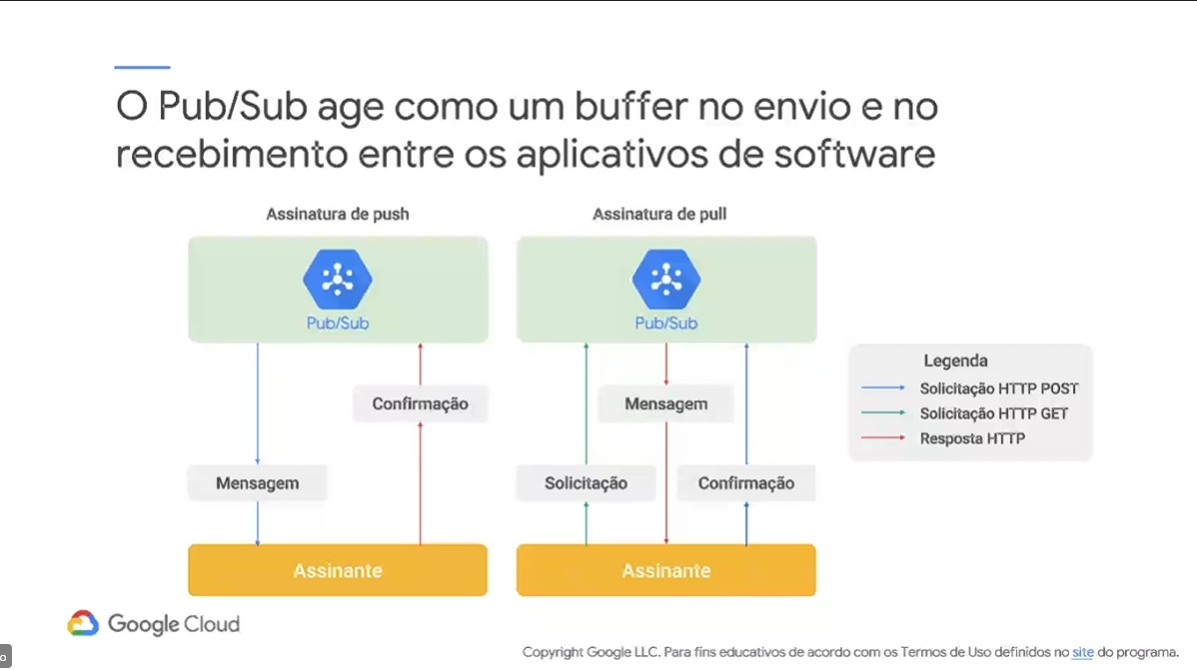 O Pub/Sub age como um buffer no envio e no
recebimento entre os aplicativos de software
Assinatura de push
Pub/Sub
Confirmação
Mensagem
Assinante
Assinatura de pull
Pub/Sub
Mensagem
Solicitação
Confirmação
Assinante
Legenda
Solicitação HTTP POST
Solicitação HTTP GET
Resposta HTTP
Google Cloud
Copyright Google LLC. Para fins educativos de acordo com os Termos de Uso definidos no site do programa.
o